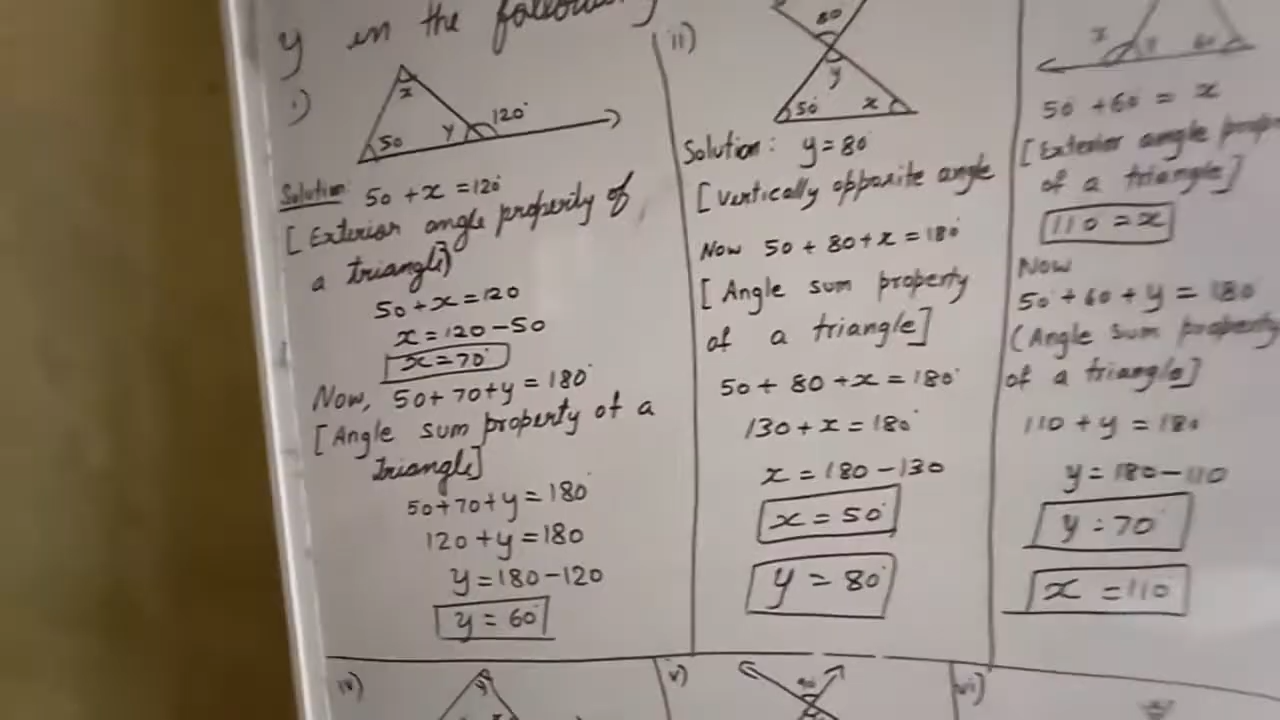 y in the following
i)
x
50
y
120°
Solution: 50 + x = 120°
[Exterior angle property of
a triangle]
50 + x = 120
x = 120 - 50
x = 70°
Now, 50 + 70 + y = 180°
[Angle sum property of a
triangle]
50 + 70 + y = 180°
120 + y = 180
y = 180 - 120
y = 60°
ii)
80
y
50
x
Solution: y = 80°
[vertically opposite angle
Now 50 + 80 + x = 180°
[Angle sum property
of a triangle]
50 + 80 + x = 180°
130 + x = 180°
x = 180 - 130
x = 50°
y = 80°
x
y
60
50 + 60 = x
[Exterior angle
of a triangle]
110 = x
Now
50 + 60 + y = 180
(Angle sum property
of a triangle]
110 + y = 180
y = 180 - 110
y = 70°
x = 110°
iv)
y
v)
90
vi)